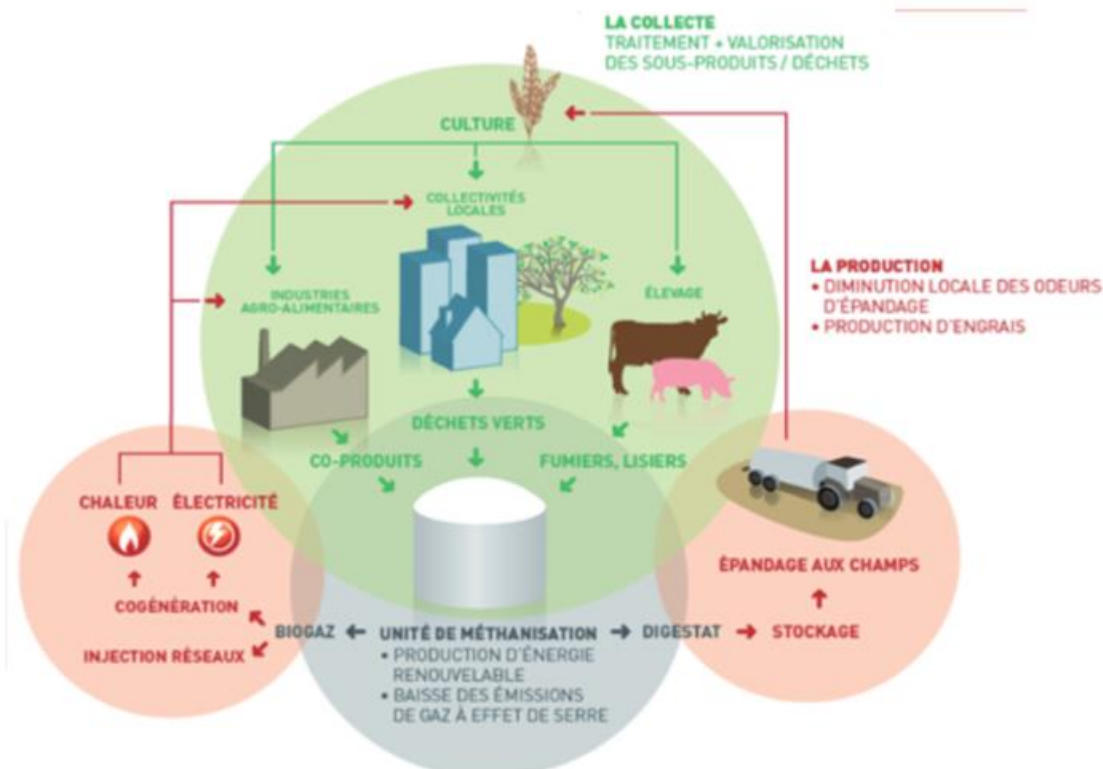 LA COLLECTE
TRAITEMENT + VALORISATION
DES SOUS-PRODUITS / DÉCHETS
CULTURE
COLLECTIVITÉS
LOCALES
INDUSTRIES
AGRO-ALIMENTAIRES
ÉLEVAGE
LA PRODUCTION
• DIMINUTION LOCALE DES ODEURS
D'ÉPANDAGE
• PRODUCTION D'ENGRAIS
DÉCHETS VERTS
CO-PRODUITS
FUMIERS, LISIERS
CHALEUR
ÉLECTRICITÉ
COGÉNÉRATION
INJECTION RÉSEAUX
BIOGAZ
UNITÉ DE MÉTHANISATION
• PRODUCTION D'ÉNERGIE
RENOUVELABLE
• BAISSE DES ÉMISSIONS
DE GAZ À EFFET DE SERRE
DIGESTAT
STOCKAGE
ÉPANDAGE AUX CHAMPS